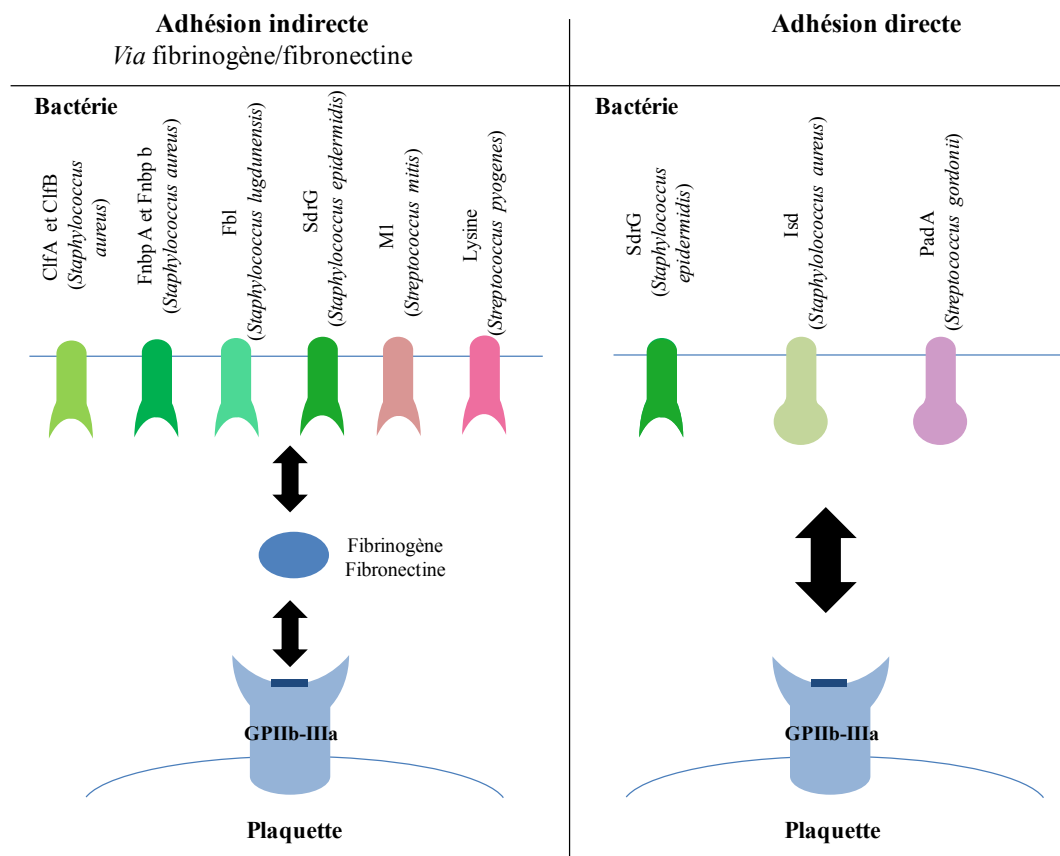 Adhésion indirecte
Via fibrinogène/fibronectine
Bactérie
ClfA et ClfB
(Staphylococcus
aureus)
Fnbp A et Fnbp b
(Staphylococcus aureus)
Fbl
(Staphylococcus lugdunensis)
SdrG
(Staphylococcus epidermidis)
M1
(Streptococcus mitis)
Lysine
(Streptococcus pyogenes)
Fibrinogène
Fibronectine
GPIIb-IIIa
Plaquette
Adhésion directe
Bactérie
SdrG
(Staphylococcus
epidermidis)
Isd
(Staphylolococcus aureus)
PadA
(Streptococcus gordonii)
GPIIb-IIIa
Plaquette